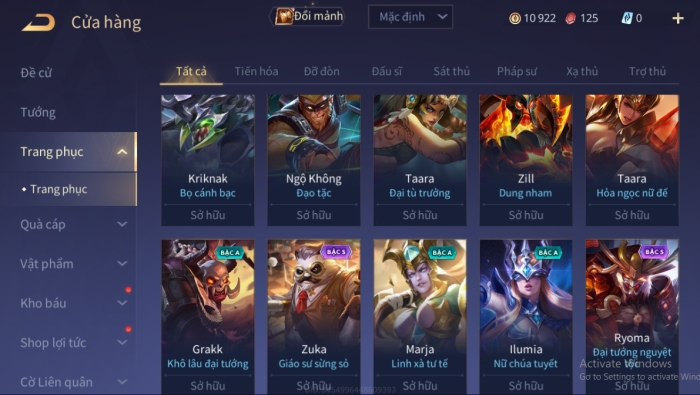 Cửa hàng
Đổi mảnh
Mặc định
10 922
125
0
Đề cử
Tướng
Trang phục
Trang phục
Quà cáp
Vật phẩm
Kho báu
Shop lợi tức
Cờ Liên quân
Tất cả
Tiến hóa
Đỡ đòn
Đấu sĩ
Sát thủ
Pháp sư
Xạ thủ
Trợ thủ
Kriknak
Bọ cánh bạc
Sở hữu
Ngộ Không
Đạo tặc
Sở hữu
Taara
Đại tù trưởng
Sở hữu
Zill
Dung nham
Sở hữu
Taara
Hỏa ngọc nữ đế
Sở hữu
BẬC A
Grakk
Khô lâu đại tướng
Sở hữu
BẬC S
Zuka
Giáo sư sừng sỏ
Sở hữu
BẬC A
Marja
Linh xà tư tế
Sở hữu
BẬC A
Ilumia
Nữ chúa tuyết
Sở hữu
BẬC S
Ryoma
Đại tướng nguyệt
tộc
Sở hữu
Activate Windows
Go to Settings to activate Wind